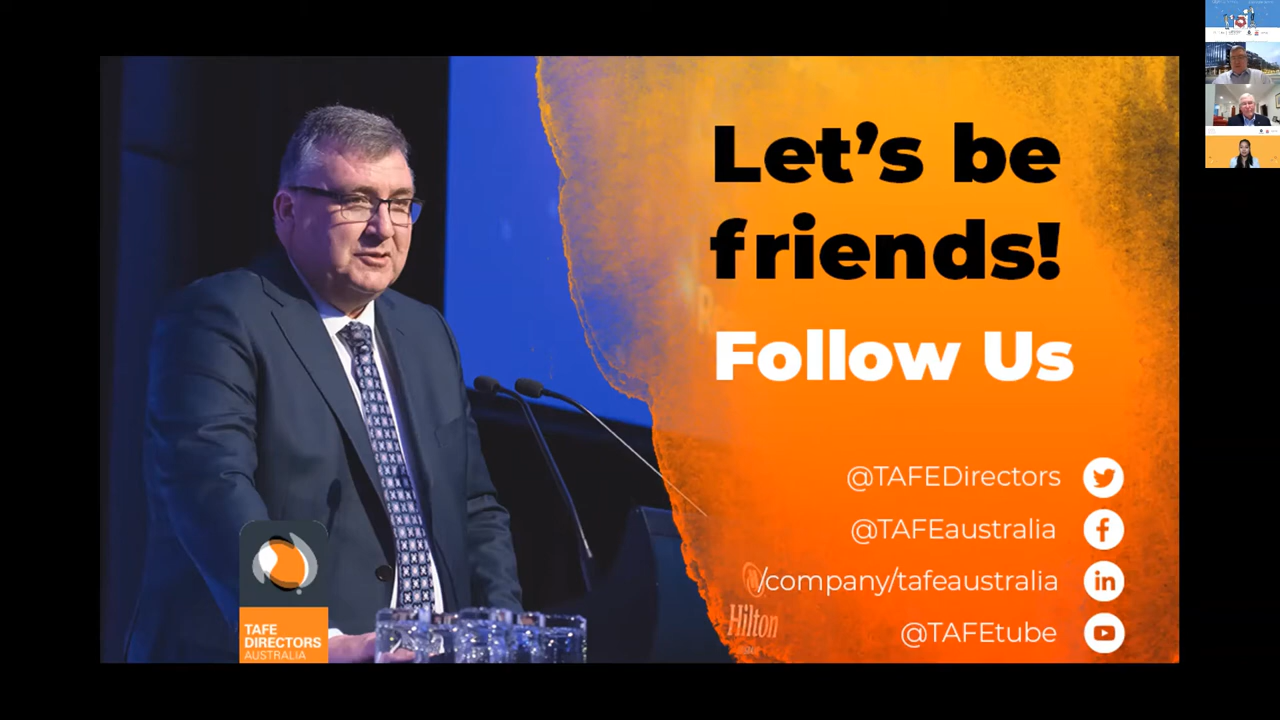 Let's be
friends!
Follow Us
@TAFEDirectors
@TAFEaustralia
/company/tafeaustralia
@TAFEtube
Hilton
TAFE
DIRECTORS
AUSTRALIA